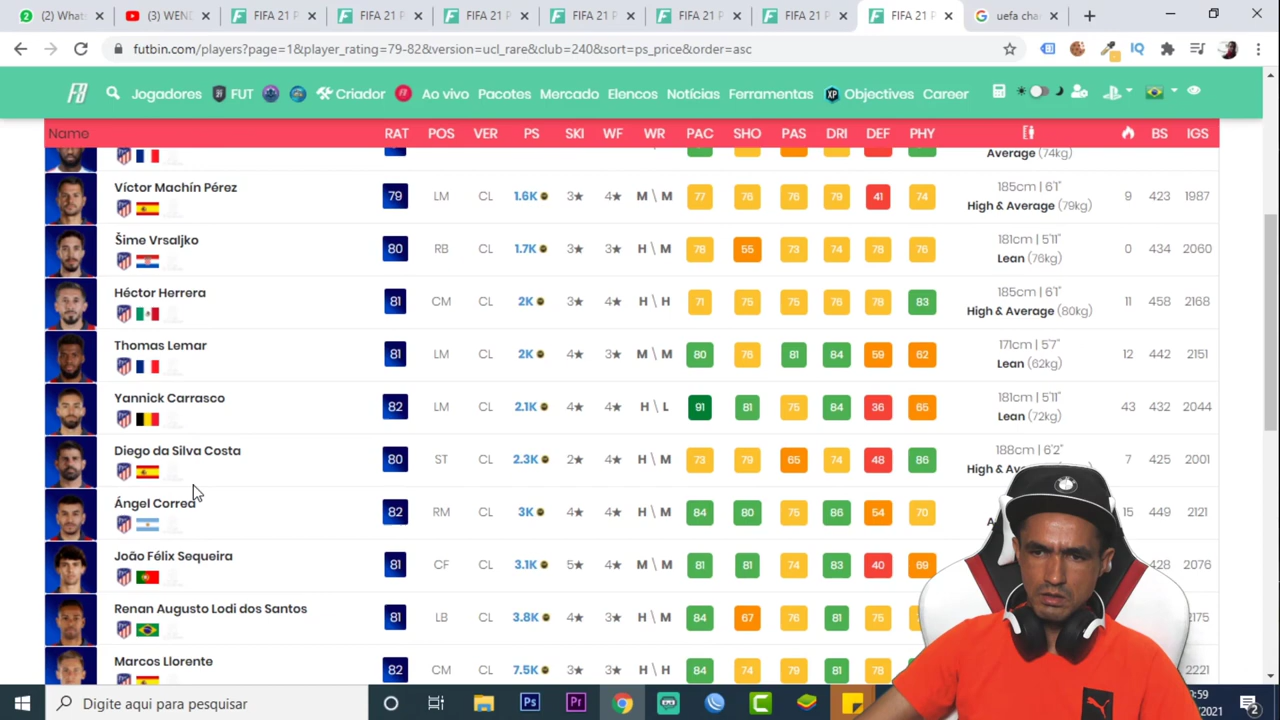 (2) Whats
(3) WEND
FIFA 21 P
FIFA 21 P
FIFA 21 P
FIFA 21 P
FIFA 21 P
FIFA 21 P
FIFA 21 P
uefa cha
futbin.com/players?page=1&player_rating=79-82&version=ucl_rare&club=240&sort=ps_price&order=asc
IQ
Jogadores
FUT
Criador
Ao vivo
Pacotes
Mercado
Elencos
Notícias
Ferramentas
XP
Objectives
Career
Name RAT POS VER PS SKI WF WR PAC SHO PAS DRI DEF PHY BS IGS
Average (74kg)
Víctor Machín Pérez 79 LM CL 1.6K 3★ 4★ M \ M 77 76 76 79 41 74 185cm | 6'1" 9 423 1987
High & Average (79kg)
Šime Vrsaljko 80 RB CL 1.7K 3★ 3★ H \ M 78 55 73 74 78 76 181cm | 5'11" 0 434 2060
Lean (76kg)
Héctor Herrera 81 CM CL 2K 3★ 4★ H \ H 71 75 75 76 78 83 185cm | 6'1" 11 458 2168
High & Average (80kg)
Thomas Lemar 81 LM CL 2K 4★ 3★ M \ M 80 76 81 84 59 62 171cm | 5'7" 12 442 2151
Lean (62kg)
Yannick Carrasco 82 LM CL 2.1K 4★ 4★ H \ L 91 81 75 84 36 65 181cm | 5'11" 43 432 2044
Lean (72kg)
Diego da Silva Costa 80 ST CL 2.3K 2★ 4★ H \ M 73 79 65 74 48 86 188cm | 6'2" 7 425 2001
Ángel Correa 82 RM CL 3K 4★ 4★ H \ M 84 80 75 86 54 70 15 449 2121
João Félix Sequeira 81 CF CL 3.1K 5★ 4★ M \ M 81 81 74 83 40 69 428 2076
Renan Augusto Lodi dos Santos 81 LB CL 3.8K 4★ 3★ H \ M 84 67 76 81 75 2175
Marcos Llorente 82 CM CL 7.5K 3★ 3★ H \ H 84 74 79 81 78 2221
Digite aqui para pesquisar
Ps
Pr
:59
/2021
2